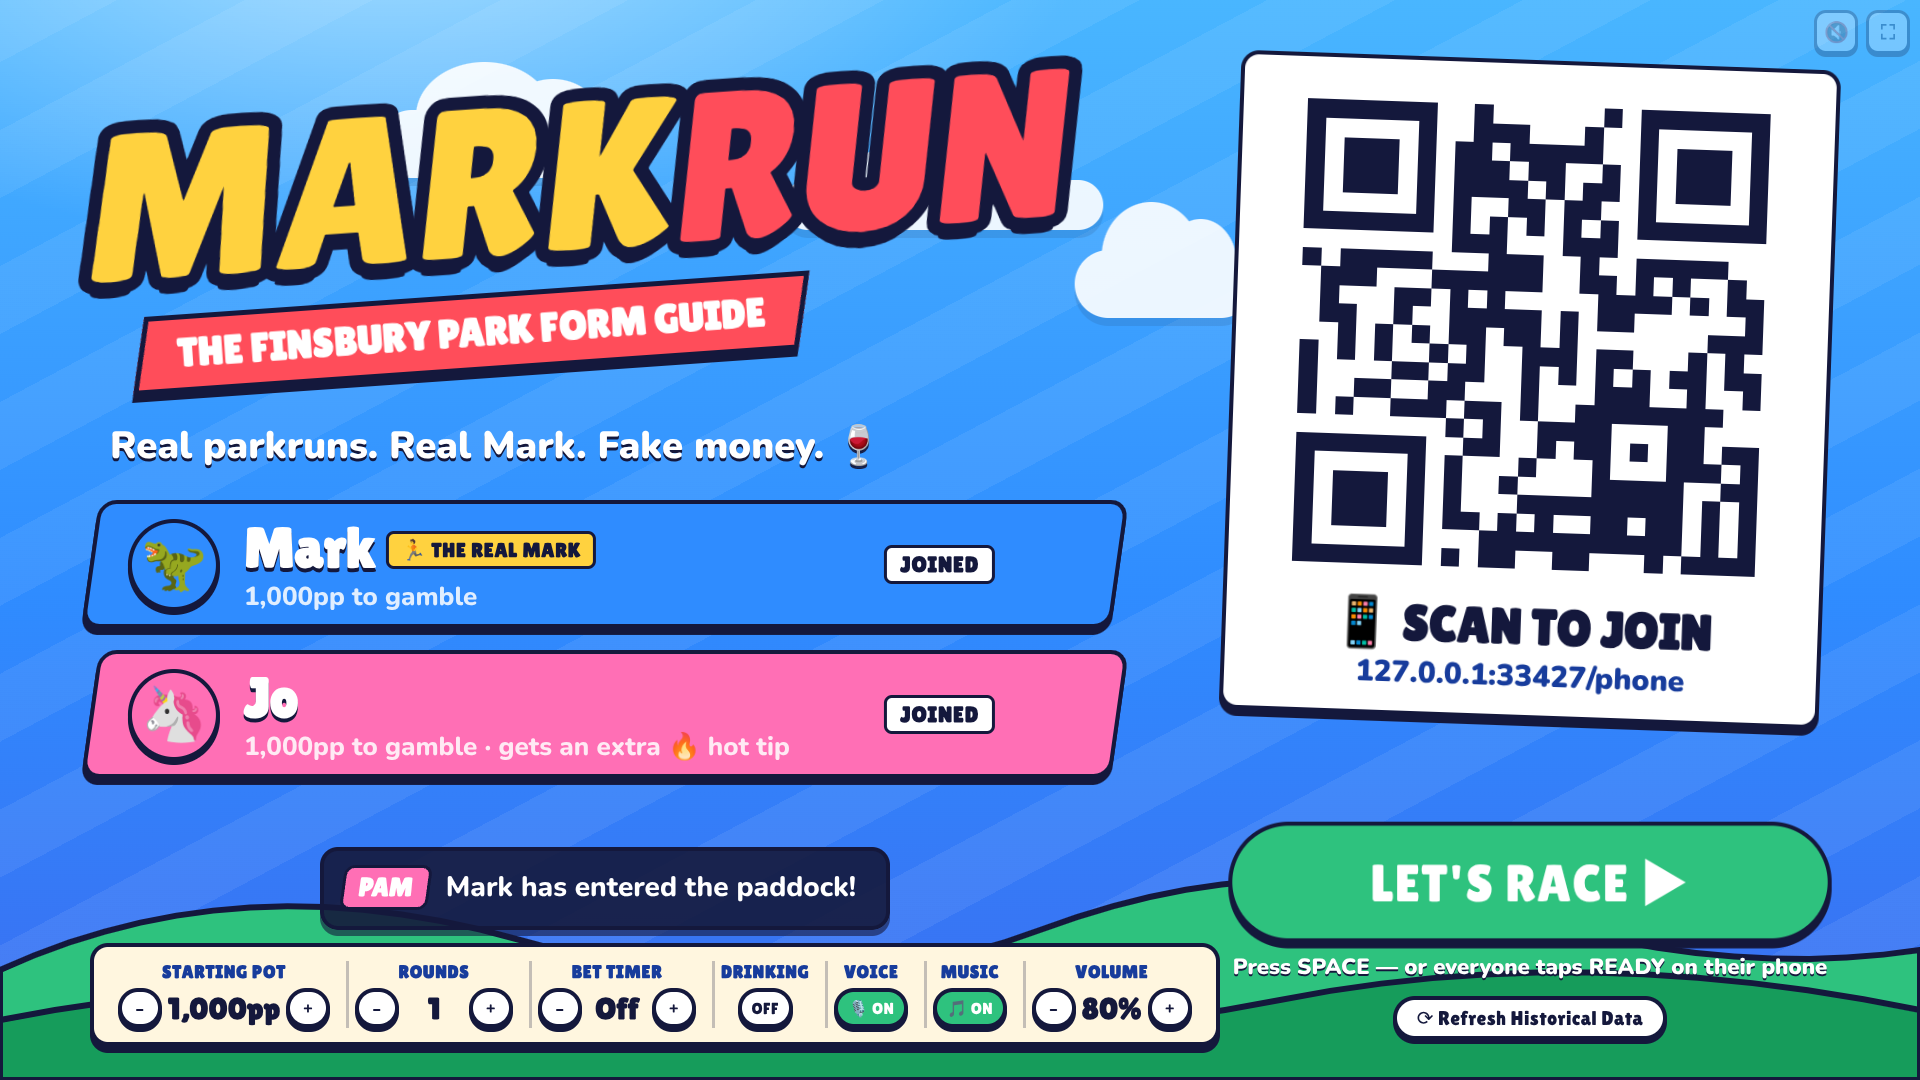 MARKRUN
THE FINSBURY PARK FORM GUIDE
Real parkruns. Real Mark. Fake money.
Mark
THE REAL MARK
1,000pp to gamble
JOINED
Jo
1,000pp to gamble · gets an extra 🔥 hot tip
JOINED
SCAN TO JOIN
127.0.0.1:33427/phone
PAM Mark has entered the paddock!
LET'S RACE ▶
Press SPACE — or everyone taps READY on their phone
⟳ Refresh Historical Data
STARTING POT
– 1,000pp +
ROUNDS
– 1 +
BET TIMER
– Off +
DRINKING
OFF
VOICE
ON
MUSIC
ON
VOLUME
– 80% +